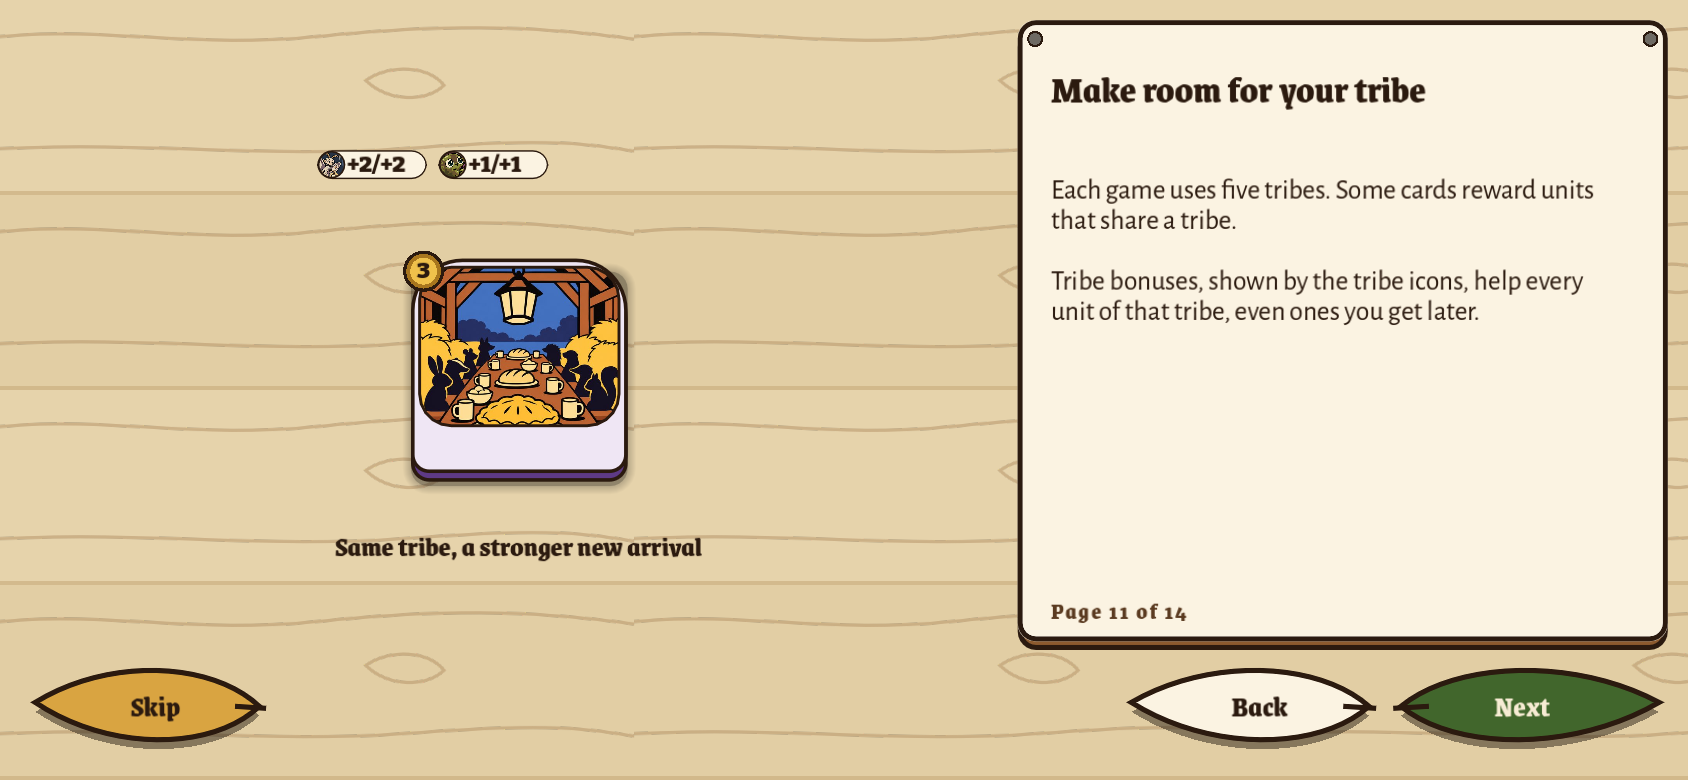 Make room for your tribe
+2/+2 +1/+1
Each game uses five tribes. Some cards reward units
that share a tribe.
3
Tribe bonuses, shown by the tribe icons, help every
unit of that tribe, even ones you get later.
Same tribe, a stronger new arrival
Page 11 of 14
Skip
Back
Next